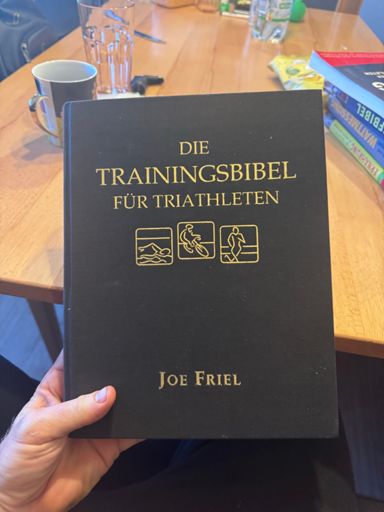 DIE
TRAININGSBIBEL
FÜR TRIATHLETEN
JOE FRIEL